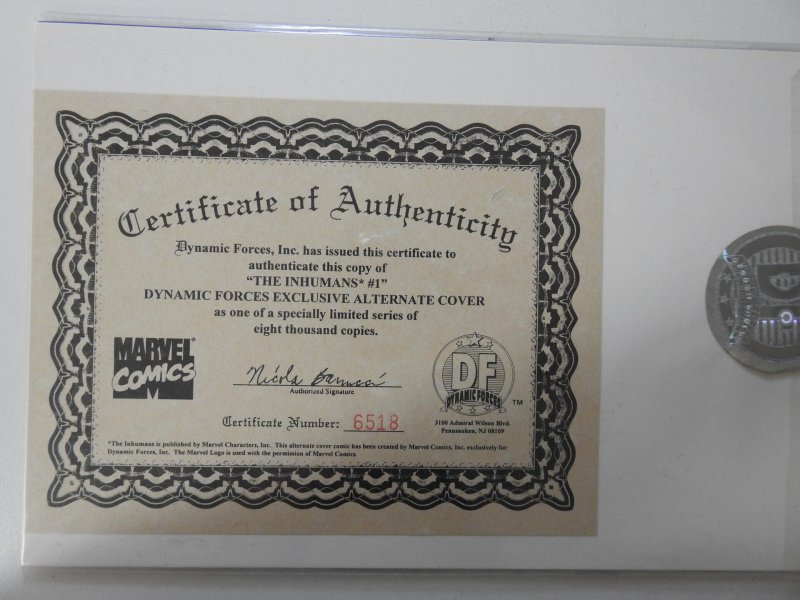 Certificate of Authenticity
Dynamic Forces, Inc. has issued this certificate to
authenticate this copy of
"THE INHUMANS* #1"
DYNAMIC FORCES EXCLUSIVE ALTERNATE COVER
as one of a specially limited series of
eight thousand copies.
MARVEL
COMICS
Nicola Barrucci
Authorized Signature
DF
DYNAMIC FORCES
TM
Certificate Number: 6518
3100 Admiral Wilson Blvd.
Pennsauken, NJ 08109
*The Inhumans is published by Marvel Characters, Inc. This alternate cover comic has been created by Marvel Comics, Inc. exclusively for
Dynamic Forces, Inc. The Marvel Logo is used with the permission of Marvel Comics.